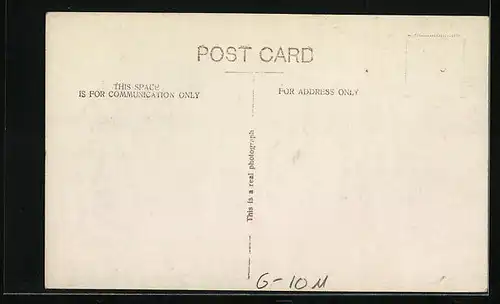 POST CARD
THIS SPACE
IS FOR COMMUNICATION ONLY
FOR ADDRESS ONLY
This is a real photograph
G-10M